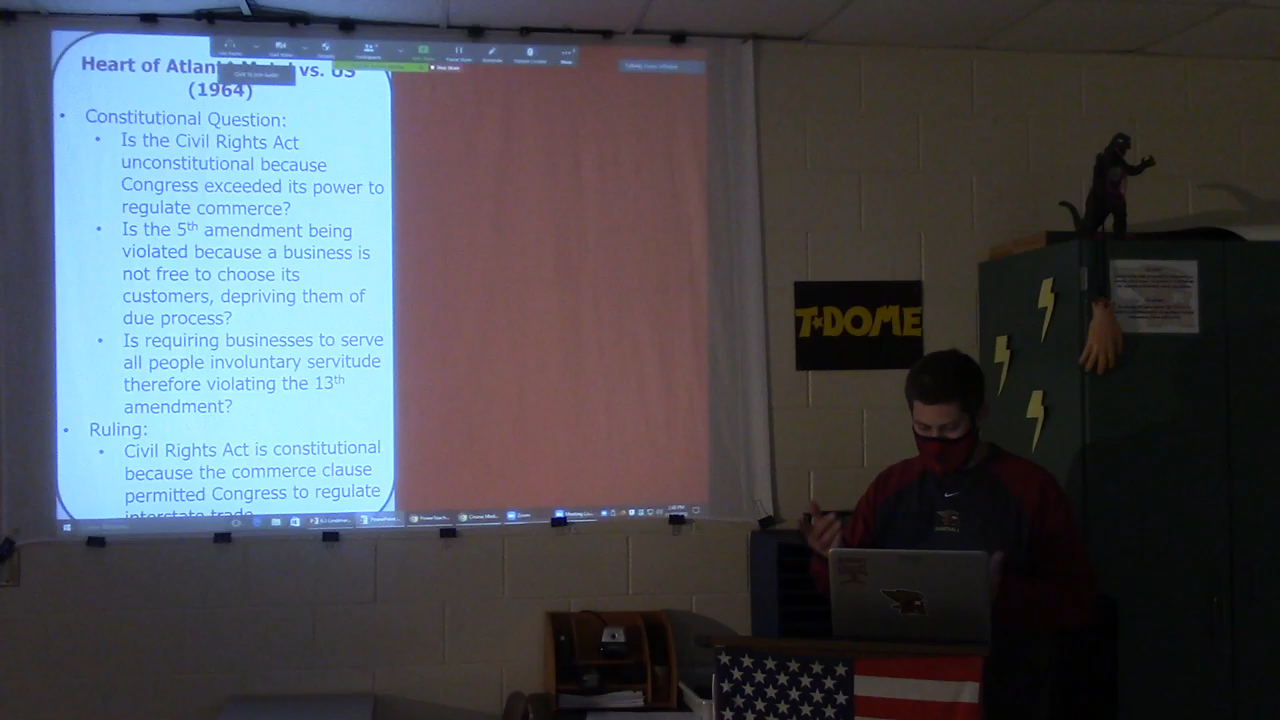 Heart of Atlan vs. US
(1964)
• Constitutional Question:
• Is the Civil Rights Act
unconstitutional because
Congress exceeded its power to
regulate commerce?
• Is the 5th amendment being
violated because a business is
not free to choose its
customers, depriving them of
due process?
• Is requiring businesses to serve
all people involuntary servitude
therefore violating the 13th
amendment?
• Ruling:
• Civil Rights Act is constitutional
because the commerce clause
permitted Congress to regulate
interstate trade
T★DOME